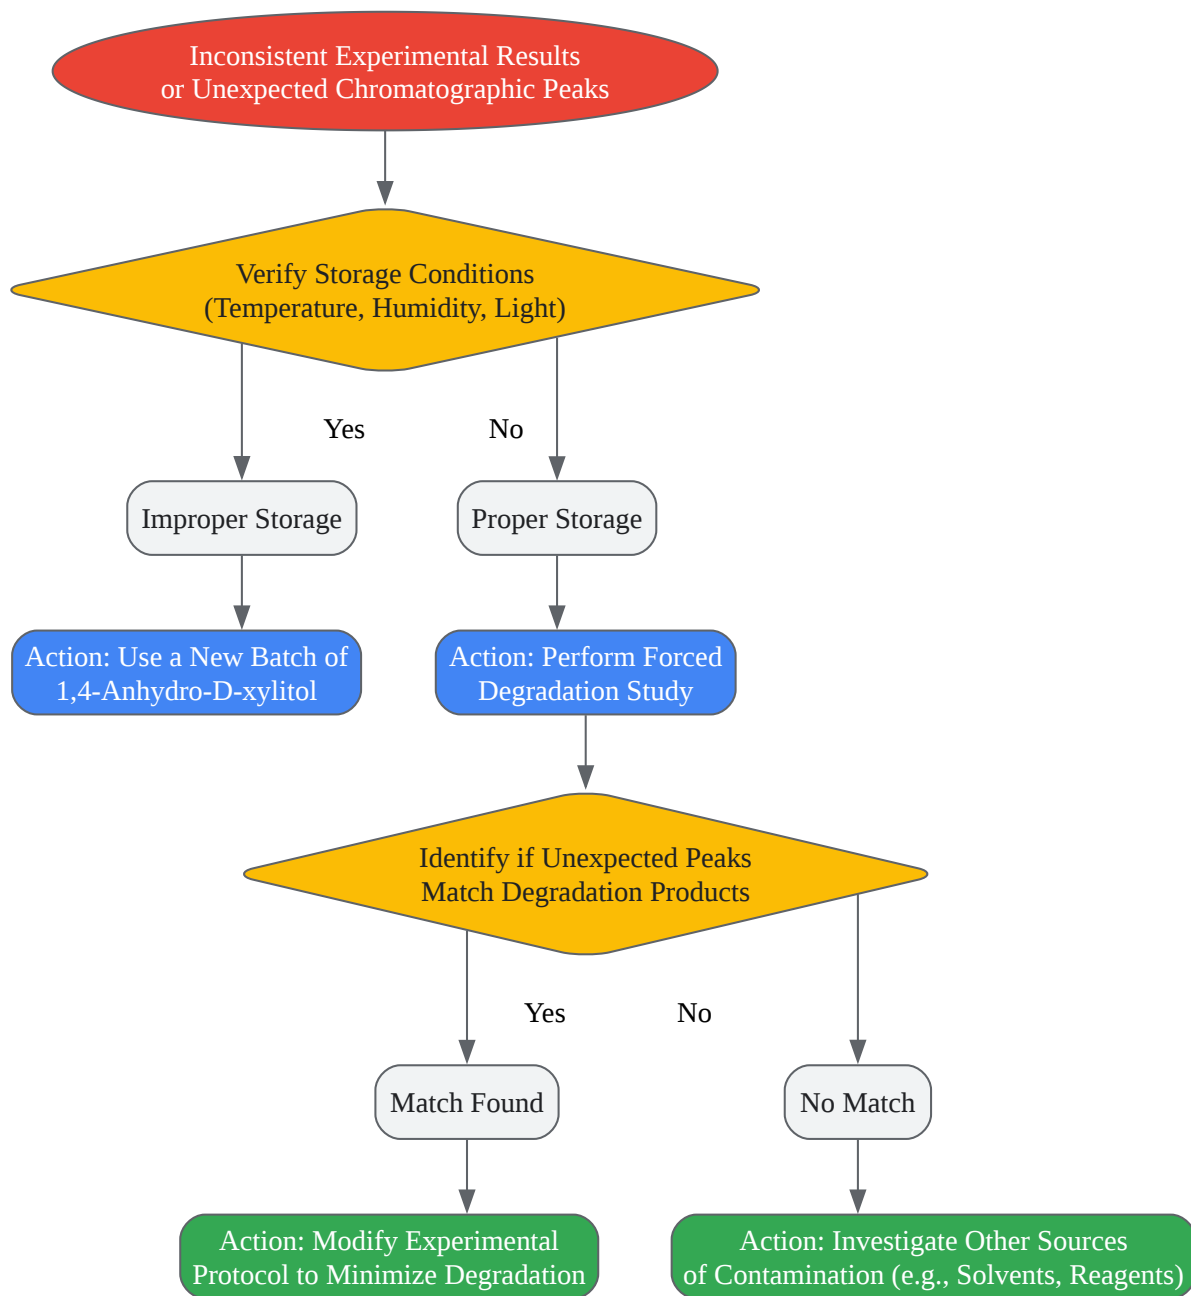 Inconsistent Experimental Results
or Unexpected Chromatographic Peaks
Verify Storage Conditions
(Temperature, Humidity, Light)
Yes
No
Improper Storage
Proper Storage
Action: Use a New Batch of
1,4-Anhydro-D-xylitol
Action: Perform Forced
Degradation Study
Identify if Unexpected Peaks
Match Degradation Products
Yes
No
Match Found
No Match
Action: Modify Experimental
Protocol to Minimize Degradation
Action: Investigate Other Sources
of Contamination (e.g., Solvents, Reagents)